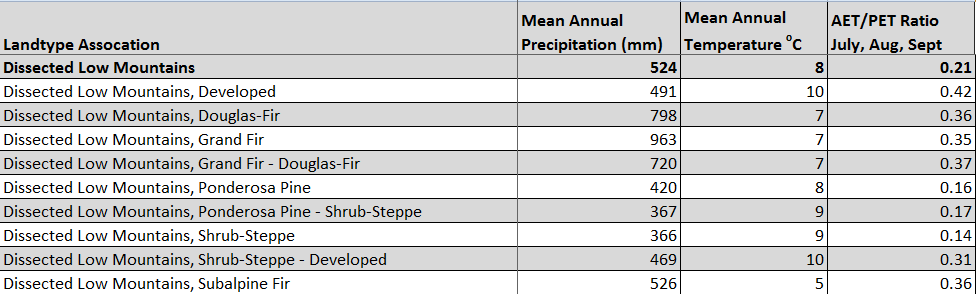 Landtype Assocation Mean Annual Precipitation (mm) Mean Annual Temperature °C AET/PET Ratio July, Aug, Sept
Dissected Low Mountains 524 8 0.21
Dissected Low Mountains, Developed 491 10 0.42
Dissected Low Mountains, Douglas-Fir 798 7 0.36
Dissected Low Mountains, Grand Fir 963 7 0.35
Dissected Low Mountains, Grand Fir - Douglas-Fir 720 7 0.37
Dissected Low Mountains, Ponderosa Pine 420 8 0.16
Dissected Low Mountains, Ponderosa Pine - Shrub-Steppe 367 9 0.17
Dissected Low Mountains, Shrub-Steppe 366 9 0.14
Dissected Low Mountains, Shrub-Steppe - Developed 469 10 0.31
Dissected Low Mountains, Subalpine Fir 526 5 0.36